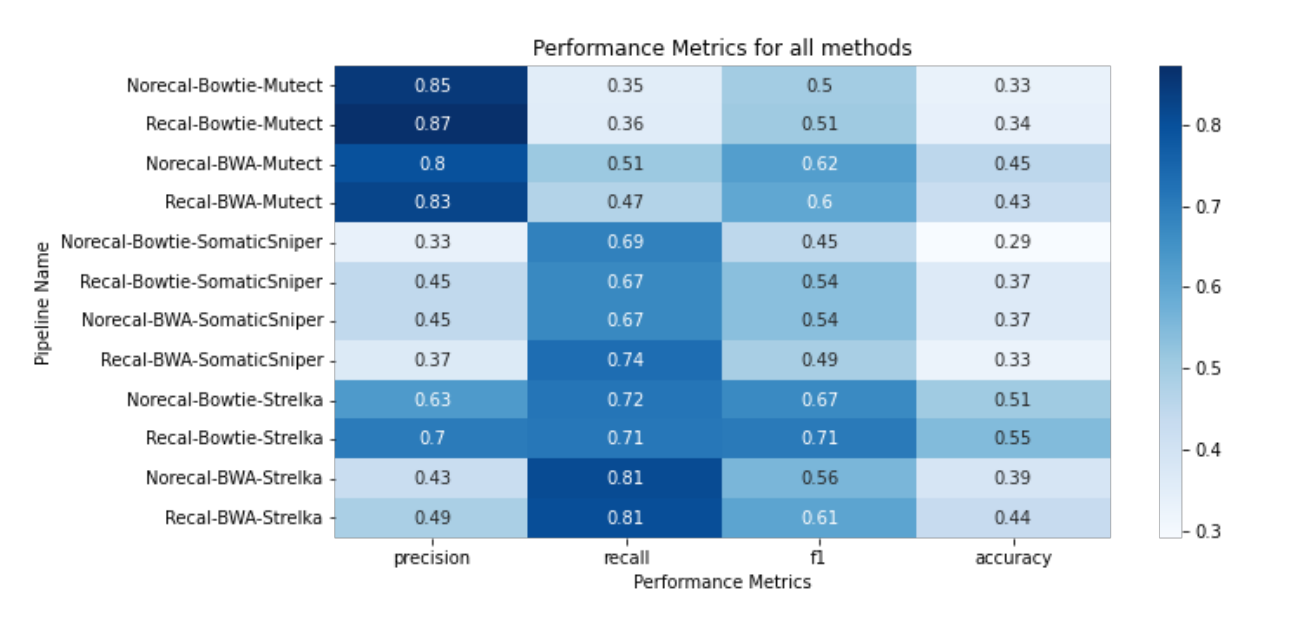 Performance Metrics for all methods
Norecal-Bowtie-Mutect 0.85 0.35 0.5 0.33
Recal-Bowtie-Mutect 0.87 0.36 0.51 0.34
Norecal-BWA-Mutect 0.8 0.51 0.62 0.45
Recal-BWA-Mutect 0.83 0.47 0.6 0.43
Norecal-Bowtie-SomaticSniper 0.33 0.69 0.45 0.29
Recal-Bowtie-SomaticSniper 0.45 0.67 0.54 0.37
Norecal-BWA-SomaticSniper 0.45 0.67 0.54 0.37
Recal-BWA-SomaticSniper 0.37 0.74 0.49 0.33
Norecal-Bowtie-Strelka 0.63 0.72 0.67 0.51
Recal-Bowtie-Strelka 0.7 0.71 0.71 0.55
Norecal-BWA-Strelka 0.43 0.81 0.56 0.39
Recal-BWA-Strelka 0.49 0.81 0.61 0.44
Pipeline Name
precision recall f1 accuracy
Performance Metrics
0.8
0.7
0.6
0.5
0.4
0.3